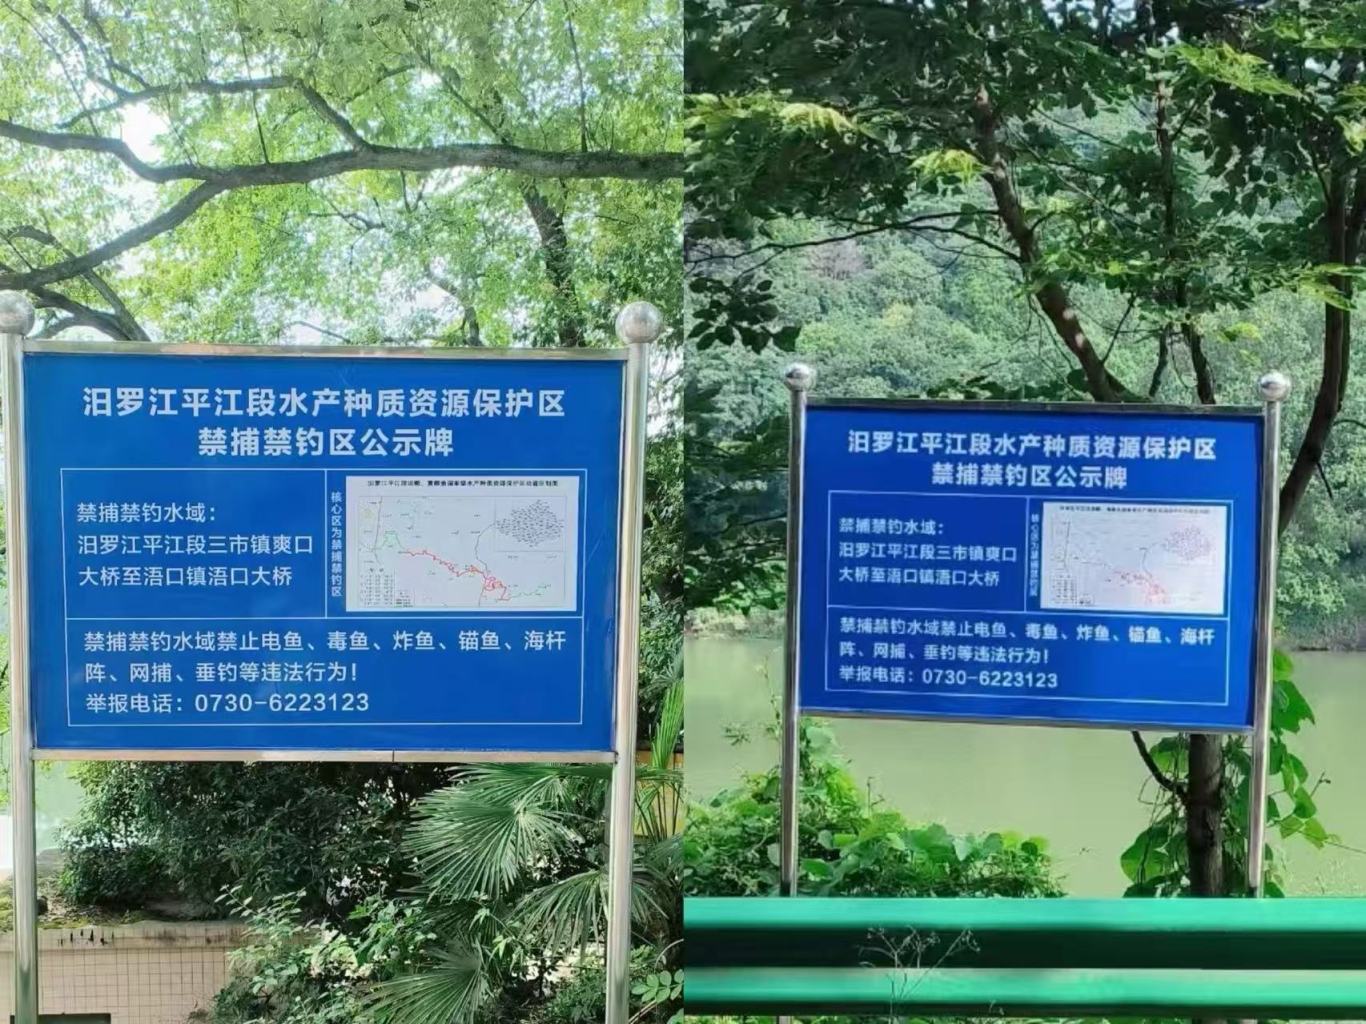 汨罗江平江段水产种质资源保护区
禁捕禁钓区公示牌
禁捕禁钓水域：
汨罗江平江段三市镇爽口
大桥至浯口镇浯口大桥
核心区为禁捕禁钓区
禁捕禁钓水域禁止电鱼、毒鱼、炸鱼、锚鱼、海杆
阵、网捕、垂钓等违法行为！
举报电话：0730-6223123
汨罗江平江段水产种质资源保护区
禁捕禁钓区公示牌
禁捕禁钓水域：
汨罗江平江段三市镇爽口
大桥至浯口镇浯口大桥
核心区为禁捕禁钓区
禁捕禁钓水域禁止电鱼、毒鱼、炸鱼、锚鱼、海杆
阵、网捕、垂钓等违法行为！
举报电话：0730-6223123